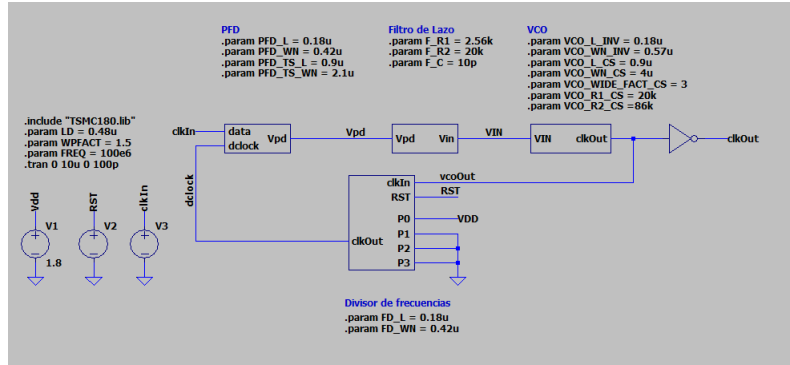 PFD
.param PFD_L = 0.18u
.param PFD_WN = 0.42u
.param PFD_TS_L = 0.9u
.param PFD_TS_WN = 2.1u
Filtro de Lazo
.param F_R1 = 2.56k
.param F_R2 = 20k
.param F_C = 10p
VCO
.param VCO_L_INV = 0.18u
.param VCO_WN_INV = 0.57u
.param VCO_L_CS = 0.9u
.param VCO_WN_CS = 4u
.param VCO_WIDE_FACT_CS = 3
.param VCO_R1_CS = 20k
.param VCO_R2_CS =86k
.include "TSMC180.lib"
.param LD = 0.48u
.param WPFACT = 1.5
.param FREQ = 100e6
.tran 0 10u 0 100p
clkIn
data
dclock
Vpd
Vpd
Vpd
Vin
VIN
VIN
clkOut
clkOut
dclock
clkIn
RST
P0
P1
P2
P3
clkOut
vcoOut
RST
VDD
Vdd
V1
1.8
RST
V2
clkIn
V3
Divisor de frecuencias
.param FD_L = 0.18u
.param FD_WN = 0.42u